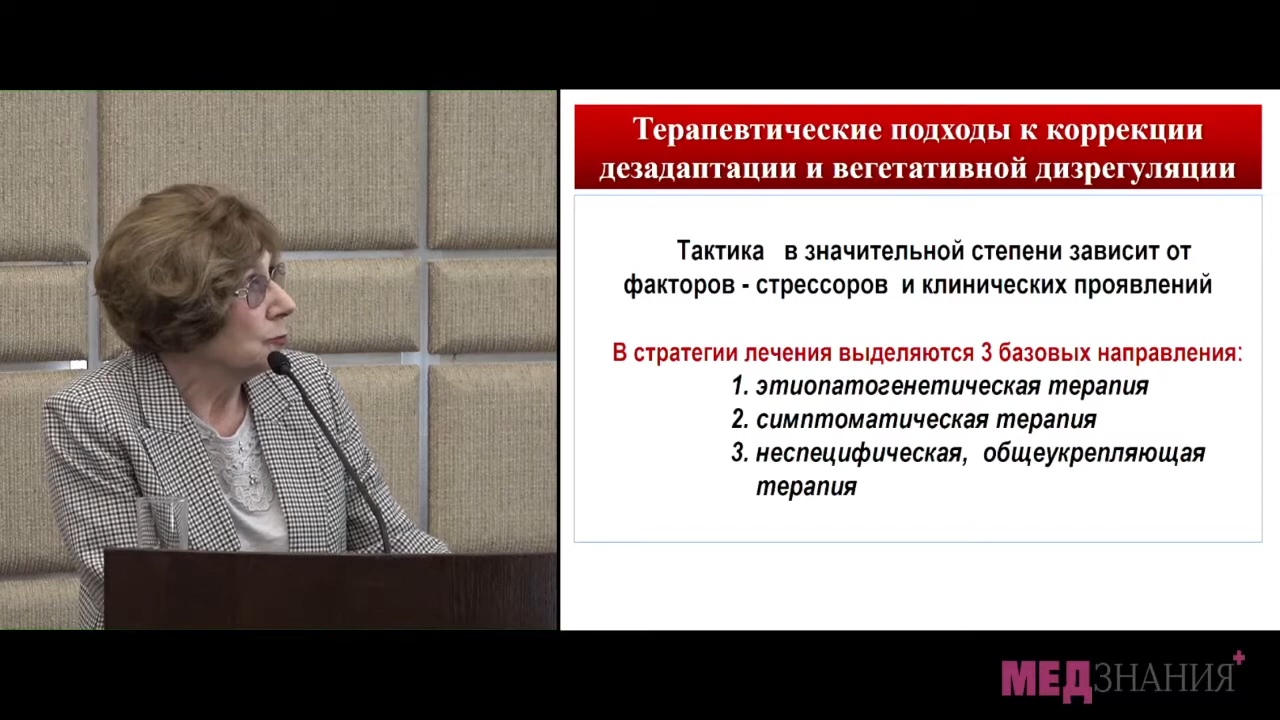 Терапевтические подходы к коррекции
дезадаптации и вегетативной дизрегуляции
Тактика в значительной степени зависит от
факторов - стрессоров и клинических проявлений
В стратегии лечения выделяются 3 базовых направления:
1. этиопатогенетическая терапия
2. симптоматическая терапия
3. неспецифическая, общеукрепляющая
терапия
МЕДЗНАНИЯ+